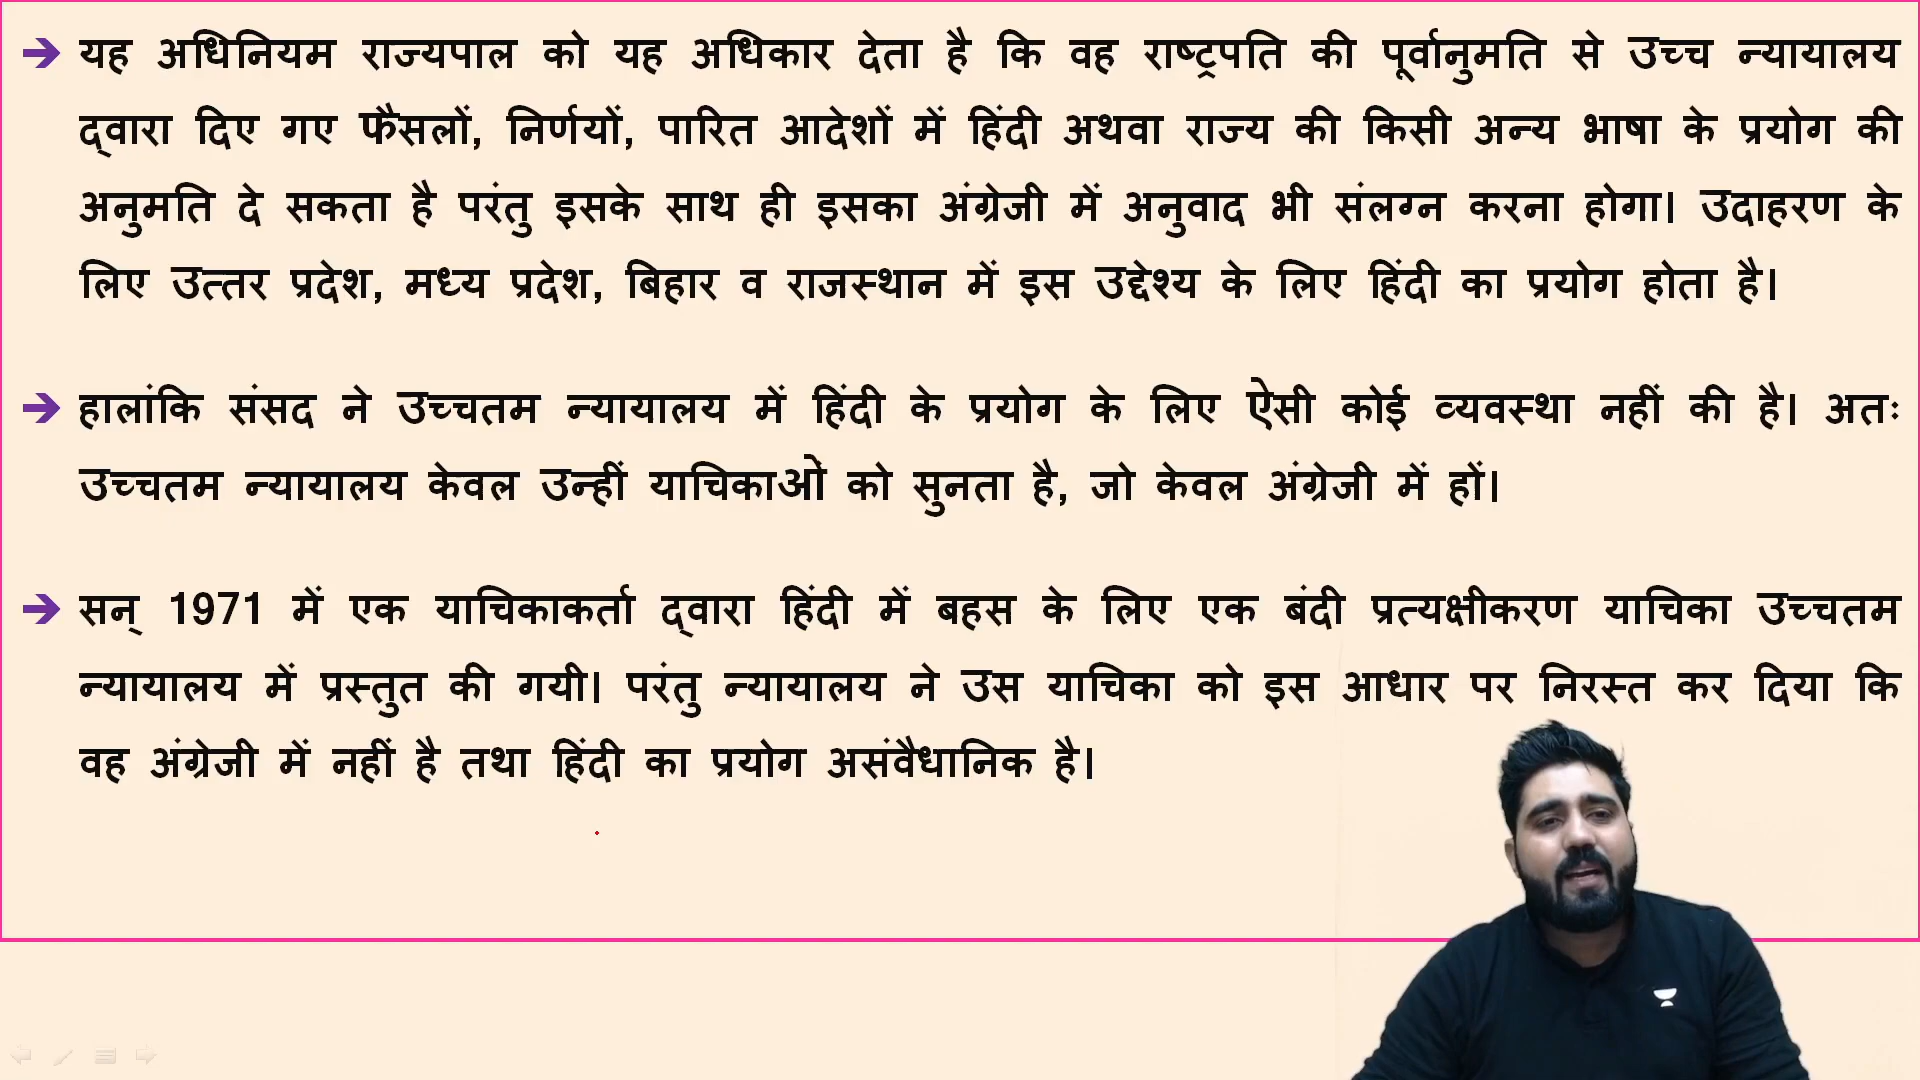 यह अधिनियम राज्यपाल को यह अधिकार देता है कि वह राष्ट्रपति की पूर्वानुमति से उच्च न्यायालय
द्वारा दिए गए फैसलों, निर्णयों, पारित आदेशों में हिंदी अथवा राज्य की किसी अन्य भाषा के प्रयोग की
अनुमति दे सकता है परंतु इसके साथ ही इसका अंग्रेजी में अनुवाद भी संलग्न करना होगा। उदाहरण के
लिए उत्तर प्रदेश, मध्य प्रदेश, बिहार व राजस्थान में इस उद्देश्य के लिए हिंदी का प्रयोग होता है।
हालांकि संसद ने उच्चतम न्यायालय में हिंदी के प्रयोग के लिए ऐसी कोई व्यवस्था नहीं की है। अतः
उच्चतम न्यायालय केवल उन्हीं याचिकाओं को सुनता है, जो केवल अंग्रेजी में हों।
सन् 1971 में एक याचिकाकर्ता द्वारा हिंदी में बहस के लिए एक बंदी प्रत्यक्षीकरण याचिका उच्चतम
न्यायालय में प्रस्तुत की गयी। परंतु न्यायालय ने उस याचिका को इस आधार पर निरस्त कर दिया कि
वह अंग्रेजी में नहीं है तथा हिंदी का प्रयोग असंवैधानिक है।